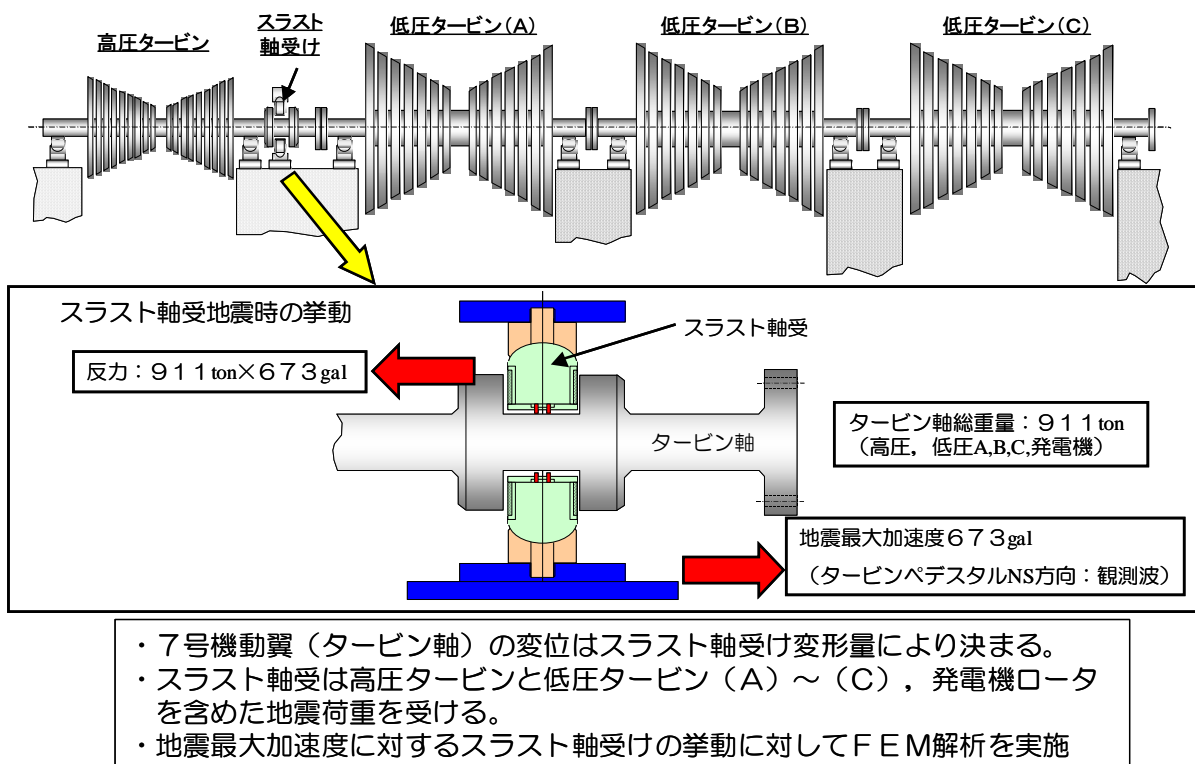 高圧タービン
スラスト
軸受け
低圧タービン(A)
低圧タービン(B)
低圧タービン(C)
スラスト軸受地震時の挙動
スラスト軸受
反力：９１１ton×６７３gal
タービン軸
タービン軸総重量：９１１ton
（高圧，低圧A,B,C,発電機）
地震最大加速度６７３gal
（タービンペデスタルNS方向：観測波）
・７号機動翼（タービン軸）の変位はスラスト軸受け変形量により決まる。
・スラスト軸受は高圧タービンと低圧タービン（Ａ）～（Ｃ），発電機ロータ
を含めた地震荷重を受ける。
・地震最大加速度に対するスラスト軸受けの挙動に対してＦＥＭ解析を実施